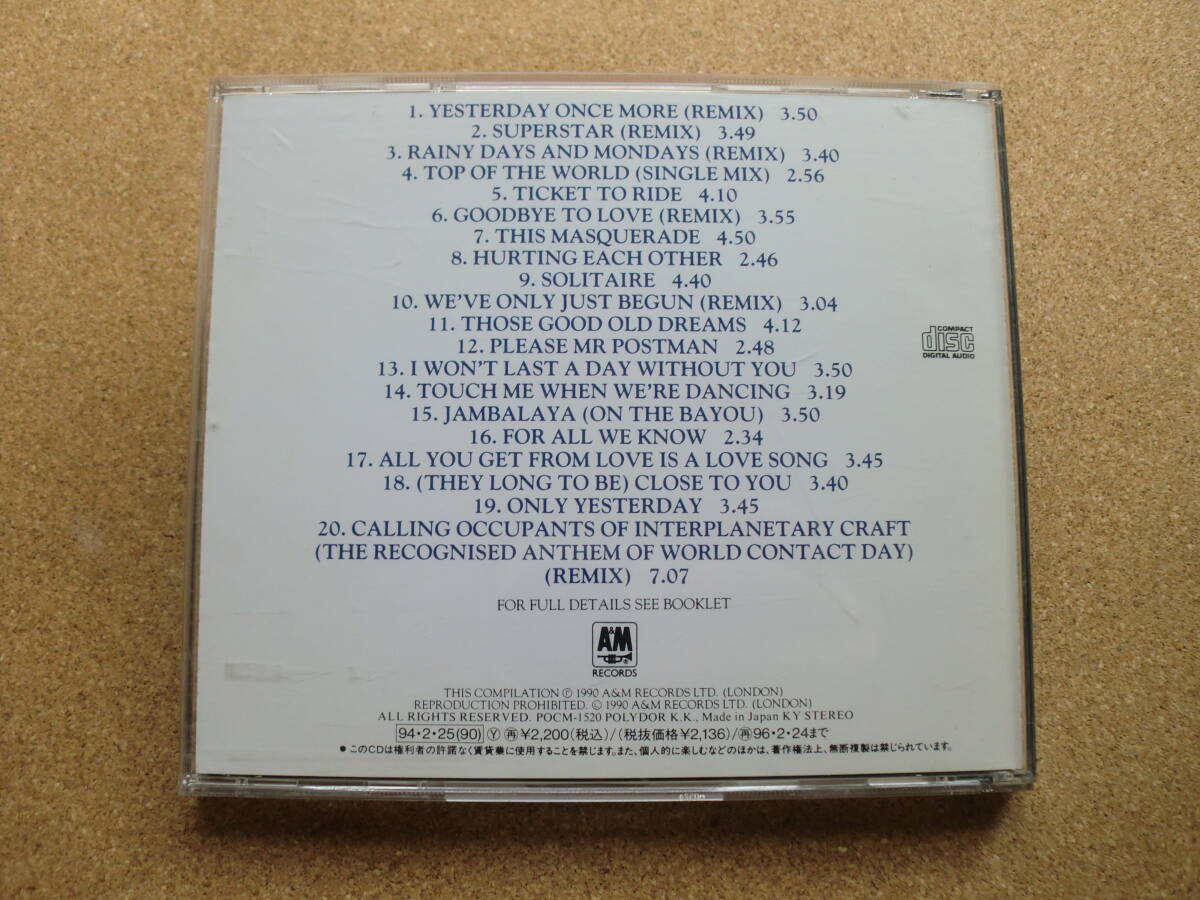 1. YESTERDAY ONCE MORE (REMIX) 3.50
2. SUPERSTAR (REMIX) 3.49
3. RAINY DAYS AND MONDAYS (REMIX) 3.40
4. TOP OF THE WORLD (SINGLE MIX) 2.56
5. TICKET TO RIDE 4.10
6. GOODBYE TO LOVE (REMIX) 3.55
7. THIS MASQUERADE 4.50
8. HURTING EACH OTHER 2.46
9. SOLITAIRE 4.40
10. WE'VE ONLY JUST BEGUN (REMIX) 3.04
11. THOSE GOOD OLD DREAMS 4.12
12. PLEASE MR POSTMAN 2.48
13. I WON'T LAST A DAY WITHOUT YOU 3.50
14. TOUCH ME WHEN WE'RE DANCING 3.19
15. JAMBALAYA (ON THE BAYOU) 3.50
16. FOR ALL WE KNOW 2.34
17. ALL YOU GET FROM LOVE IS A LOVE SONG 3.45
18. (THEY LONG TO BE) CLOSE TO YOU 3.40
19. ONLY YESTERDAY 3.45
20. CALLING OCCUPANTS OF INTERPLANETARY CRAFT
(THE RECOGNISED ANTHEM OF WORLD CONTACT DAY)
(REMIX) 7.07
COMPACT
disc
DIGITAL AUDIO
FOR FULL DETAILS SEE BOOKLET
A&M
RECORDS
THIS COMPILATION ℗ 1990 A&M RECORDS LTD. (LONDON)
REPRODUCTION PROHIBITED. © 1990 A&M RECORDS LTD. (LONDON)
ALL RIGHTS RESERVED. POCM-1520 POLYDOR K.K., Made in Japan KY STEREO
94・2・25(90) Ⓨ ㊢¥2,200(税込)/(税抜価格¥2,136)/㊢96・2・24まで
● このCDは権利者の許諾なく賃貸業に使用することを禁じます。また、個人的に楽しむなどのほかは、著作権法上、無断複製は禁じられています。